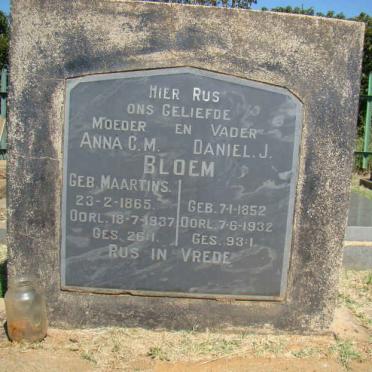 HIER RUS
ONS GELIEFDE
MOEDER EN VADER
ANNA C.M. DANIEL.J.
BLOEM
GEB. MAARTINS.
23-2-1865.
OORL. 18-7-1937
GES. 26:1.
GEB. 7-1-1852
OORL. 7-6-1932
GES. 93:1
RUS IN VREDE